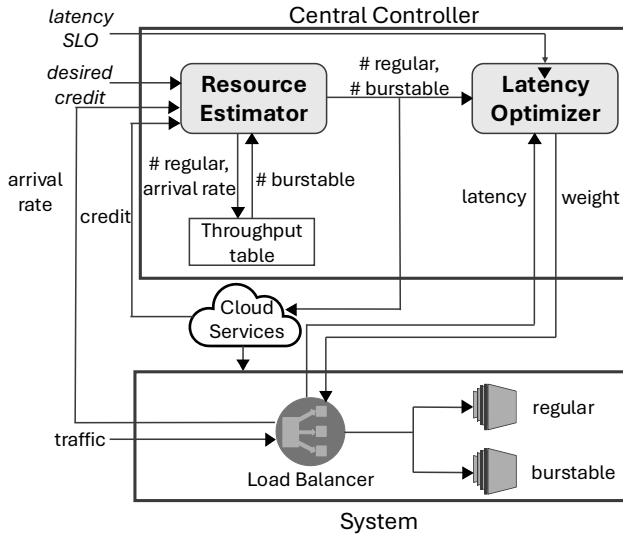 Central Controller
latency
SLO
desired
credit
Resource
Estimator
# regular,
# burstable
Latency
Optimizer
# regular,
arrival rate
# burstable
arrival
rate
credit
latency
weight
Throughput
table
Cloud
Services
regular
traffic
burstable
Load Balancer
System